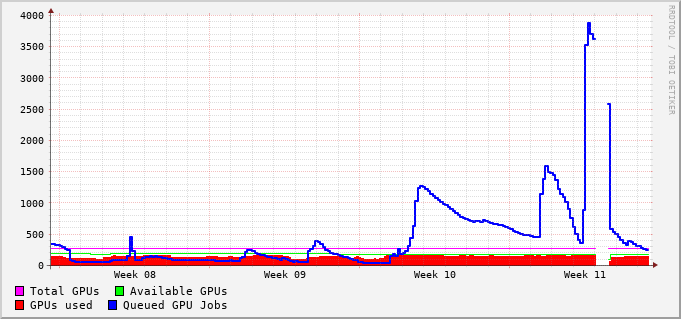 4000
3500
3000
2500
2000
1500
1000
500
0
Week 08 Week 09 Week 10 Week 11
Total GPUs Available GPUs
GPUs used Queued GPU Jobs
RRDTOOL / TOBI OETIKER